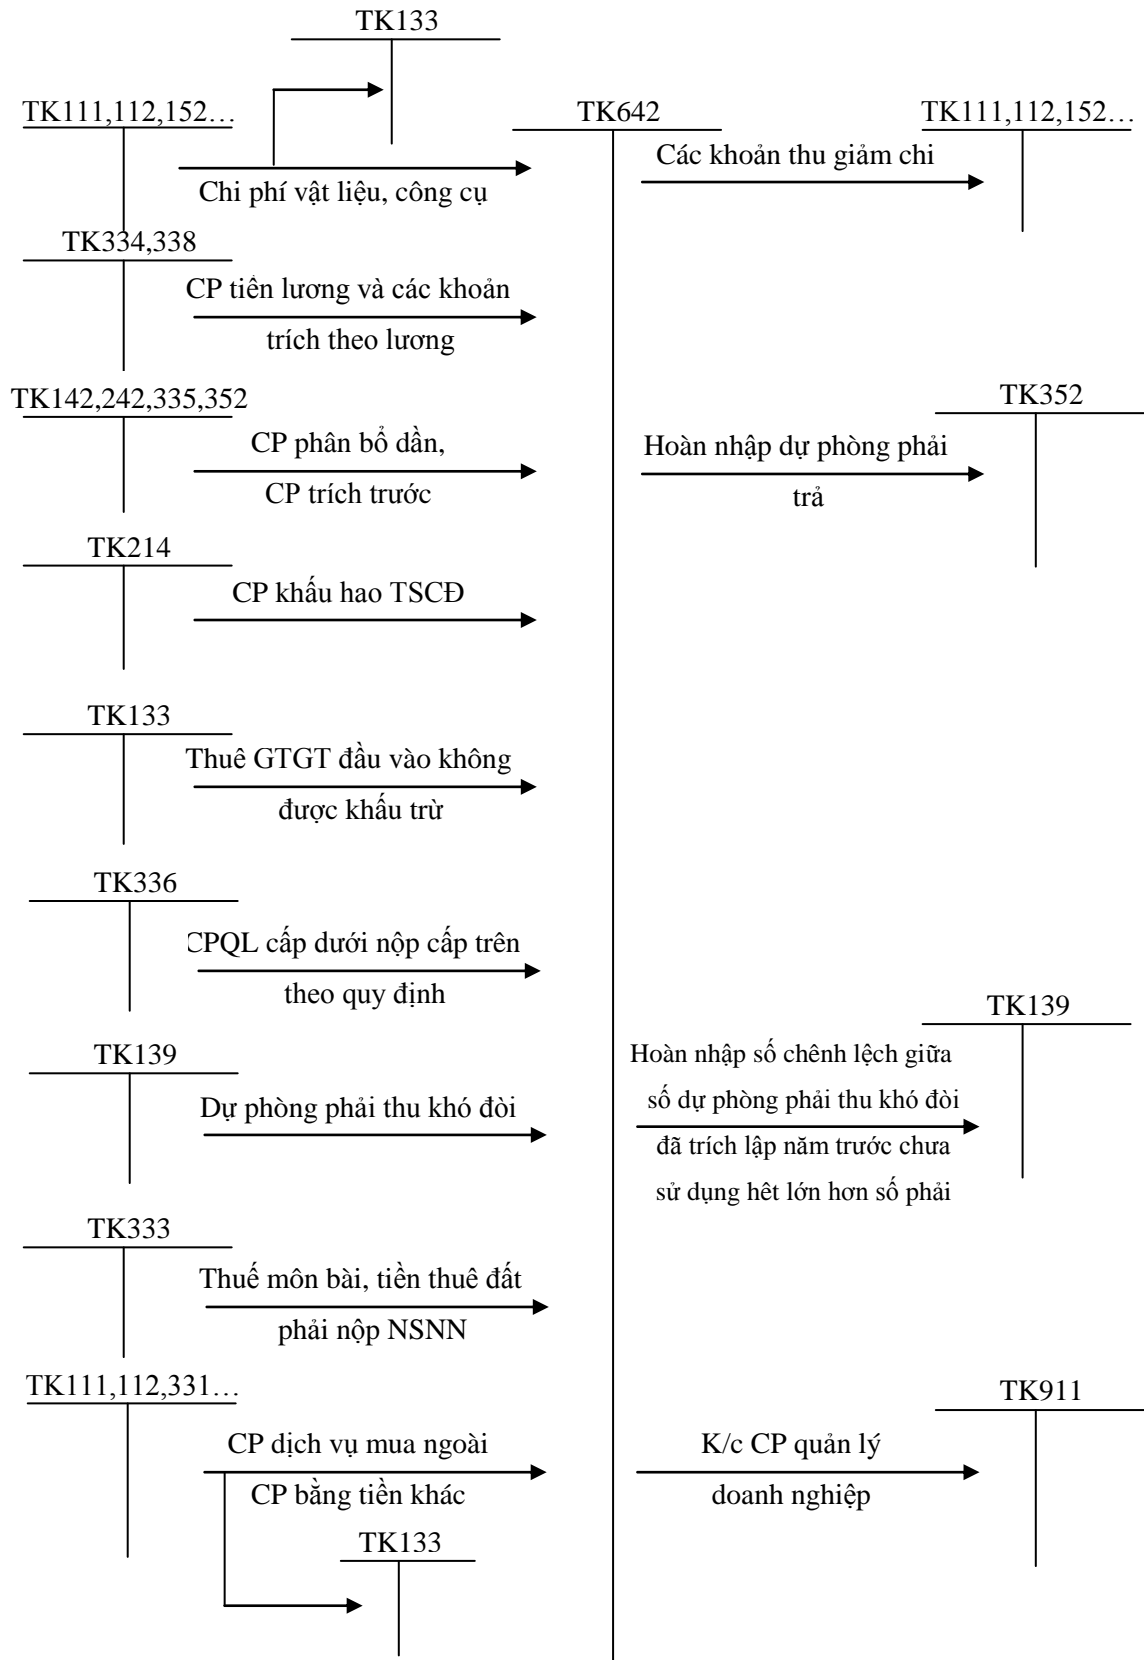 TK133
TK111,112,152…
TK642
TK111,112,152…
Chi phí vật liệu, công cụ
Các khoản thu giảm chi
TK334,338
CP tiền lương và các khoản
trích theo lương
TK142,242,335,352
CP phân bổ dần,
CP trích trước
TK352
Hoàn nhập dự phòng phải
trả
TK214
CP khấu hao TSCĐ
TK133
Thuê GTGT đầu vào không
được khấu trừ
TK336
CPQL cấp dưới nộp cấp trên
theo quy định
TK139
Dự phòng phải thu khó đòi
TK139
Hoàn nhập số chênh lệch giữa
số dự phòng phải thu khó đòi
đã trích lập năm trước chưa
sử dụng hêt lớn hơn số phải
TK333
Thuế môn bài, tiền thuê đất
phải nộp NSNN
TK111,112,331…
CP dịch vụ mua ngoài
CP bằng tiền khác
TK133
TK911
K/c CP quản lý
doanh nghiệp